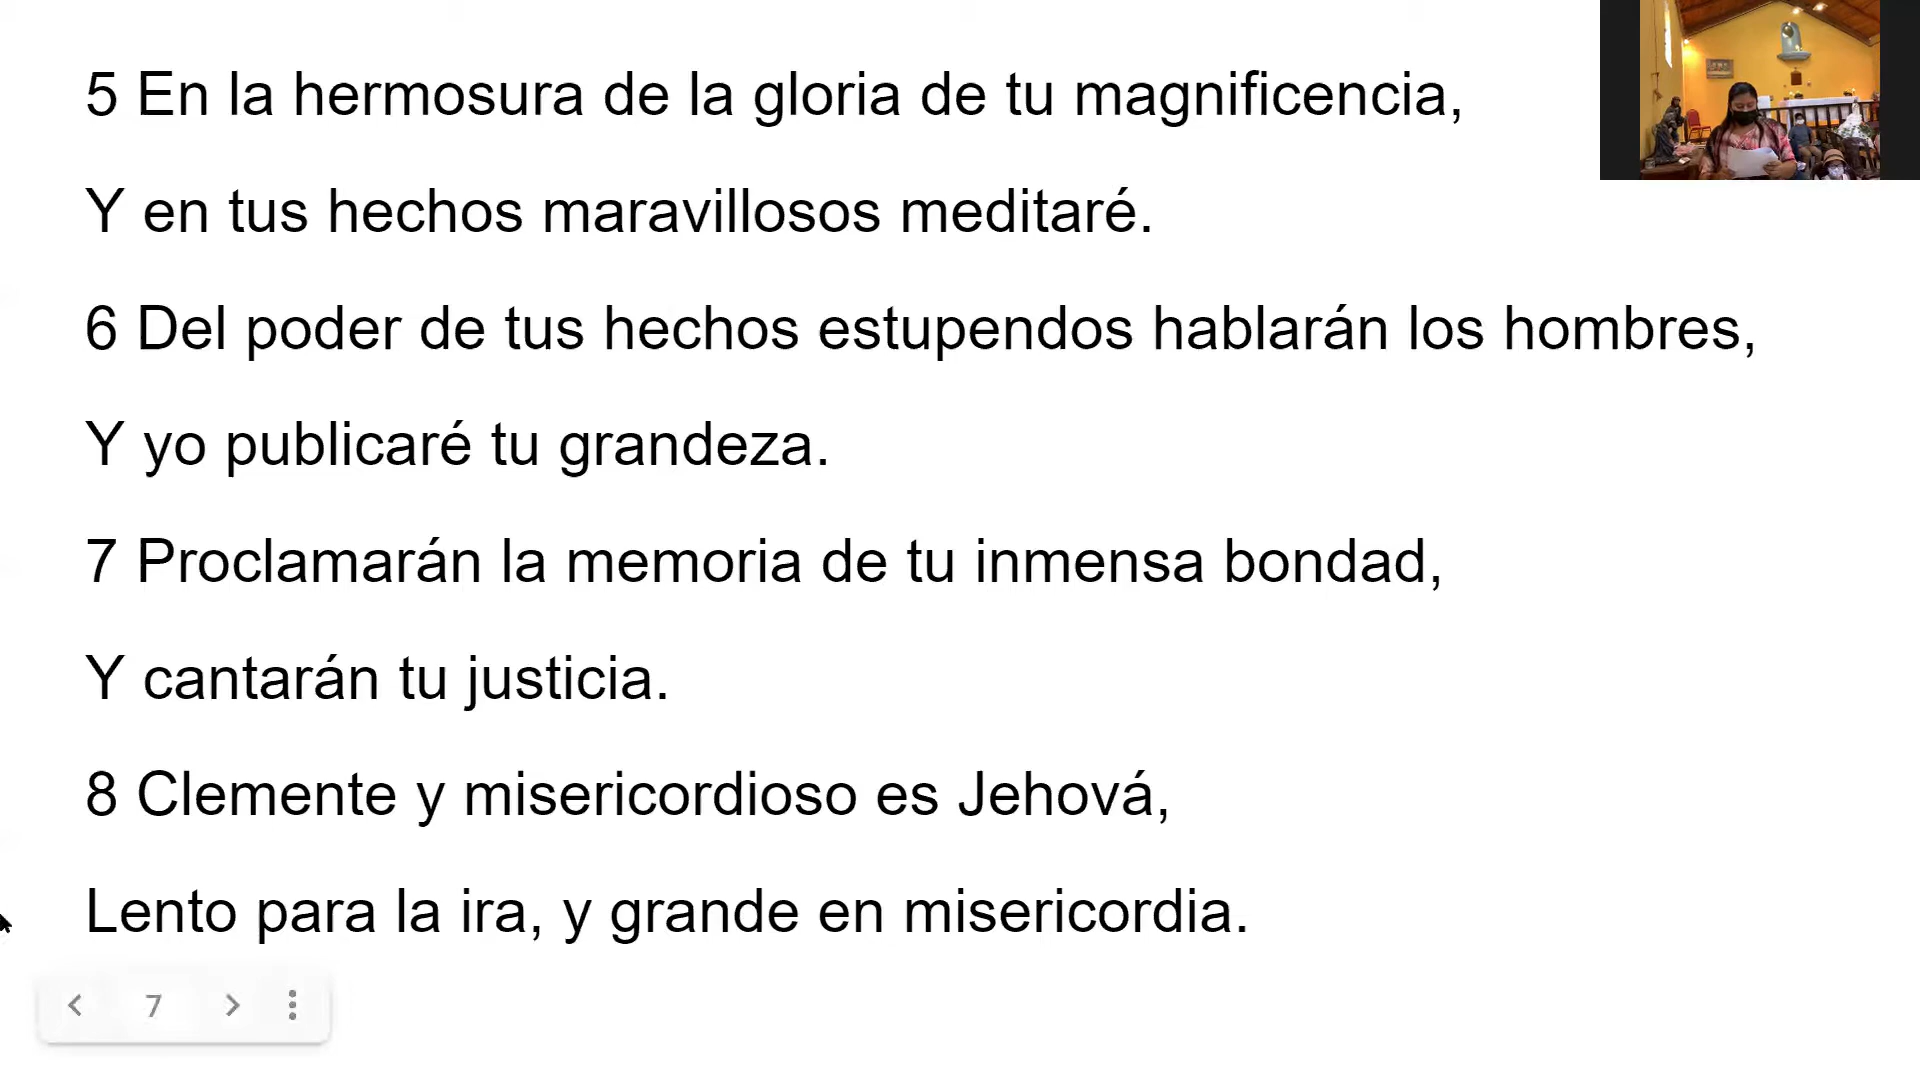 5 En la hermosura de la gloria de tu magnificencia,
Y en tus hechos maravillosos meditaré.
6 Del poder de tus hechos estupendos hablarán los hombres,
Y yo publicaré tu grandeza.
7 Proclamarán la memoria de tu inmensa bondad,
Y cantarán tu justicia.
8 Clemente y misericordioso es Jehová,
Lento para la ira, y grande en misericordia.
7